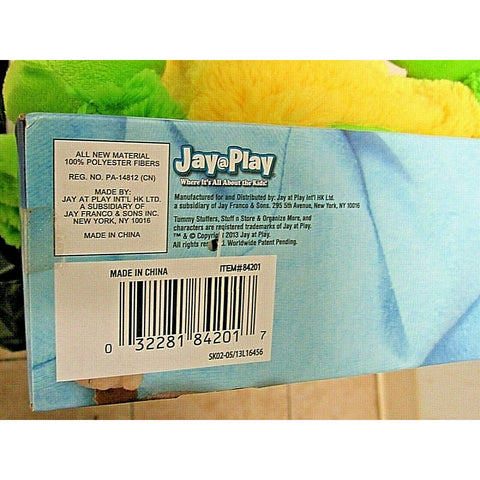 ALL NEW MATERIAL
100% POLYESTER FIBERS
REG. NO. PA-14812 (CN)
MADE BY:
JAY AT PLAY INT'L HK LTD.
A SUBSIDIARY OF
JAY FRANCO & SONS INC.
NEW YORK, NY 10016
MADE IN CHINA
Jay@Play
Where It's All About the Kids!
Manufactured for and Distributed by: Jay at Play Int'l HK Ltd.
a subsidiary of Jay Franco & Sons. 295 5th Avenue, New York, NY 10016
Tummy Stuffers, Stuff n Store & Organize More, and
characters are registered trademarks of Jay at Play.
™ & © Copyright 2013 Jay at Play.
All rights Worldwide Patent Pending.
MADE IN CHINA
ITEM#84201
0 32281 84201 7
SK02-05/13L16456